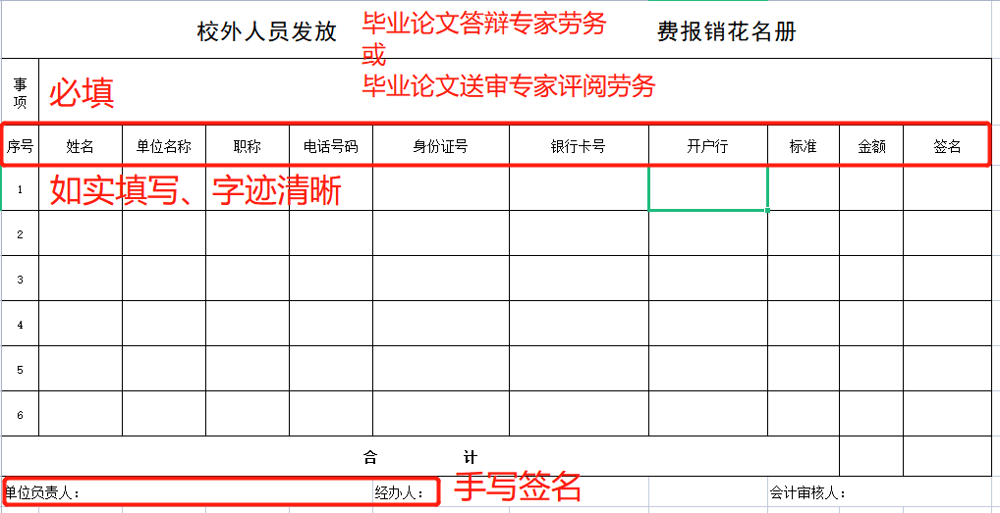 校外人员发放 毕业论文答辩专家劳务 费报销花名册
或
毕业论文送审专家评阅劳务
事项 必填
序号 姓名 单位名称 职称 电话号码 身份证号 银行卡号 开户行 标准 金额 签名
1 如实填写、字迹清晰
2
3
4
5
6
合 计
单位负责人： 经办人： 手写签名 会计审核人：